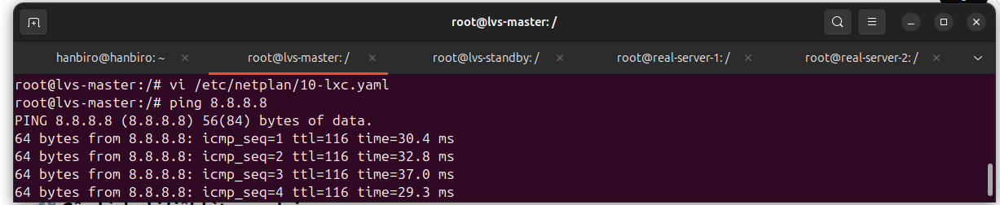 root@lvs-master: /
hanbiro@hanbiro: ~
root@lvs-master: /
root@lvs-standby: /
root@real-server-1: /
root@real-server-2: /
root@lvs-master:/# vi /etc/netplan/10-lxc.yaml
root@lvs-master:/# ping 8.8.8.8
PING 8.8.8.8 (8.8.8.8) 56(84) bytes of data.
64 bytes from 8.8.8.8: icmp_seq=1 ttl=116 time=30.4 ms
64 bytes from 8.8.8.8: icmp_seq=2 ttl=116 time=32.8 ms
64 bytes from 8.8.8.8: icmp_seq=3 ttl=116 time=37.0 ms
64 bytes from 8.8.8.8: icmp_seq=4 ttl=116 time=29.3 ms